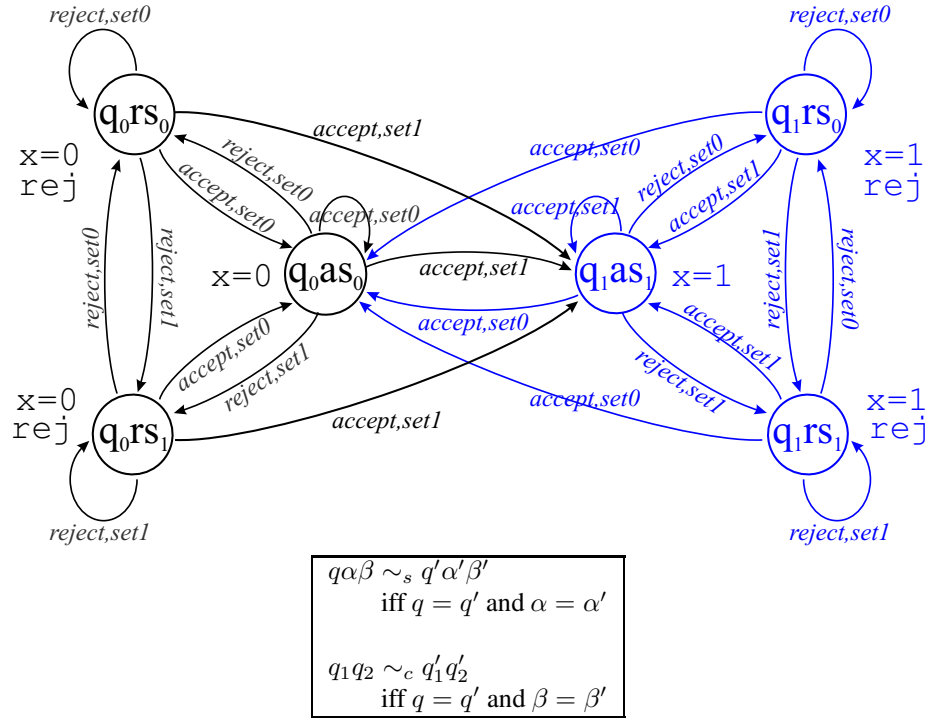 reject,set0
reject,set0
q₀rs₀
q₁rs₀
accept,set1
accept,set0
x=0
rej
reject,set0
accept,set0
reject,set0
accept,set1
x=1
rej
accept,set0
accept,set1
reject,set0
reject,set1
x=0
q₀as₀
accept,set1
q₁as₁
x=1
reject,set1
reject,set0
accept,set0
accept,set0
reject,set1
accept,set1
reject,set1
x=0
rej
accept,set1
accept,set0
x=1
rej
q₀rs₁
q₁rs₁
reject,set1
reject,set1
qαβ ∼ₛ q′α′β′
iff q = q′ and α = α′
q₁q₂ ∼c q′₁q′₂
iff q = q′ and β = β′